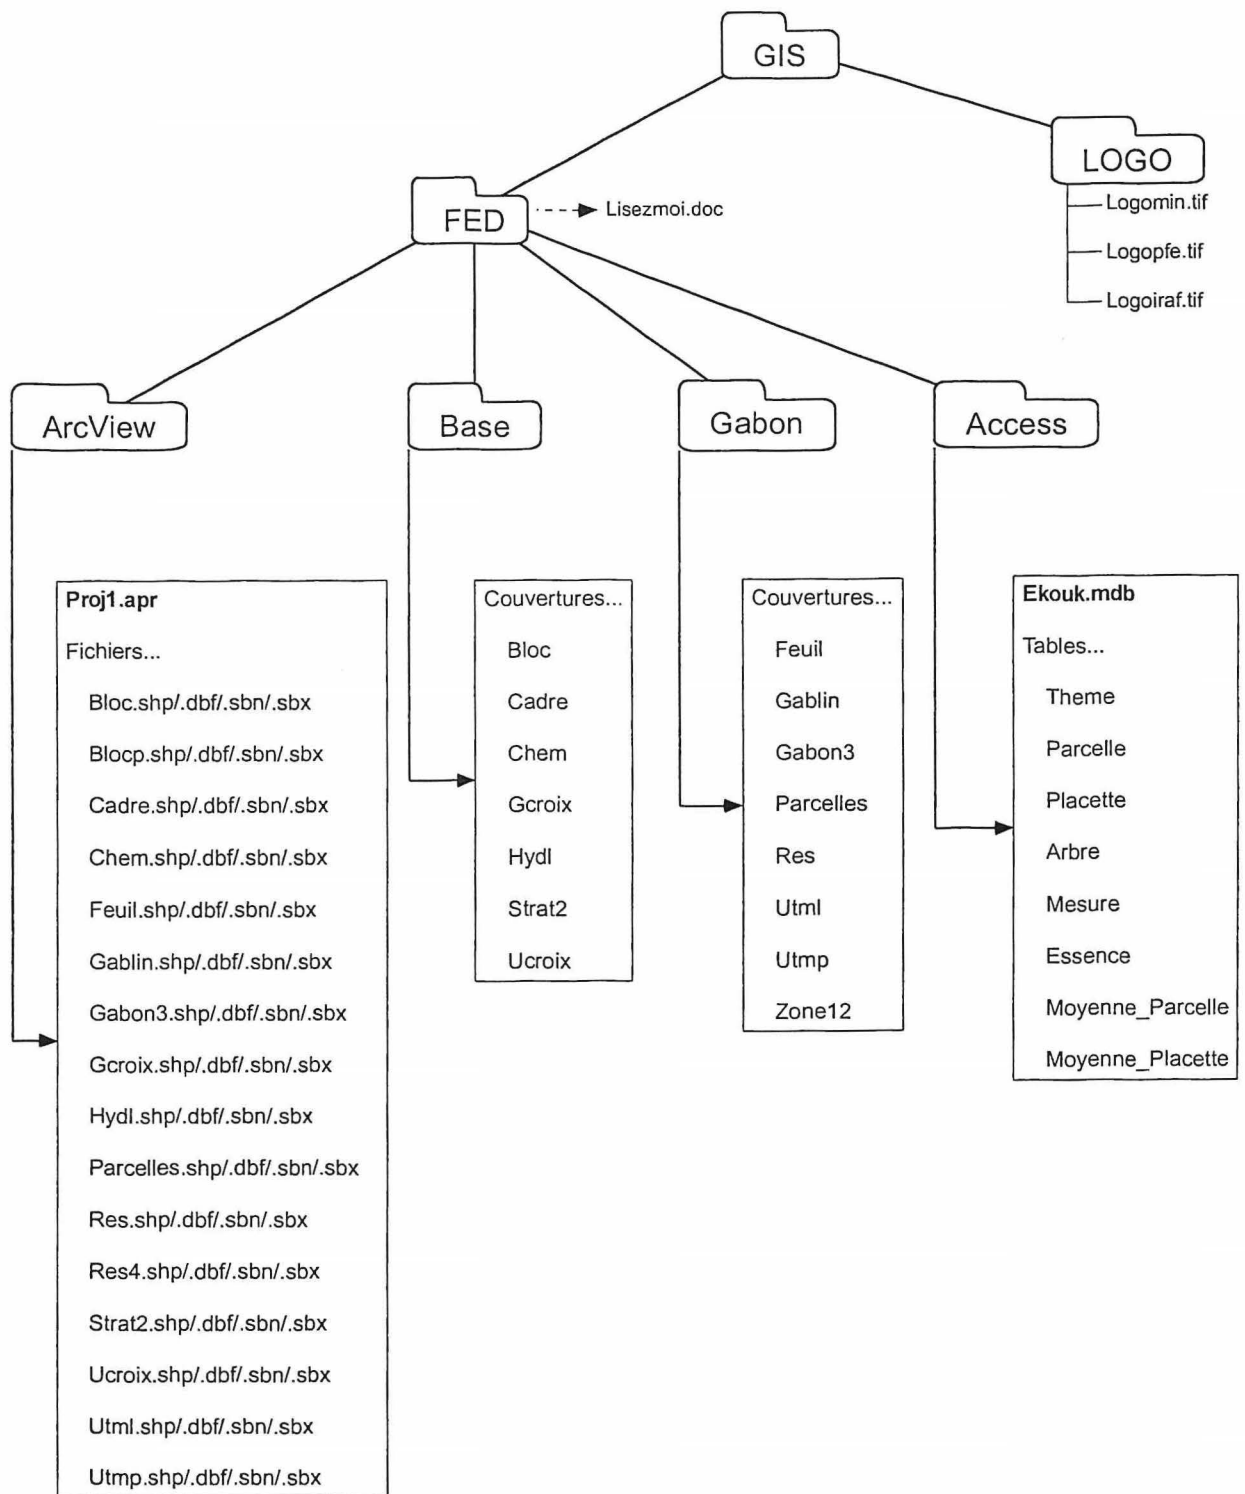 GIS
LOGO
Logomin.tif
Logopfe.tif
Logoiraf.tif
FED
Lisezmoi.doc
ArcView
Base
Gabon
Access
Proj1.apr
Fichiers...
Bloc.shp/.dbf/.sbn/.sbx
Blocp.shp/.dbf/.sbn/.sbx
Cadre.shp/.dbf/.sbn/.sbx
Chem.shp/.dbf/.sbn/.sbx
Feuil.shp/.dbf/.sbn/.sbx
Gablin.shp/.dbf/.sbn/.sbx
Gabon3.shp/.dbf/.sbn/.sbx
Gcroix.shp/.dbf/.sbn/.sbx
Hydl.shp/.dbf/.sbn/.sbx
Parcelles.shp/.dbf/.sbn/.sbx
Res.shp/.dbf/.sbn/.sbx
Res4.shp/.dbf/.sbn/.sbx
Strat2.shp/.dbf/.sbn/.sbx
Ucroix.shp/.dbf/.sbn/.sbx
Utml.shp/.dbf/.sbn/.sbx
Utmp.shp/.dbf/.sbn/.sbx
Couvertures...
Bloc
Cadre
Chem
Gcroix
Hydl
Strat2
Ucroix
Couvertures...
Feuil
Gablin
Gabon3
Parcelles
Res
Utml
Utmp
Zone12
Ekouk.mdb
Tables...
Theme
Parcelle
Placette
Arbre
Mesure
Essence
Moyenne_Parcelle
Moyenne_Placette